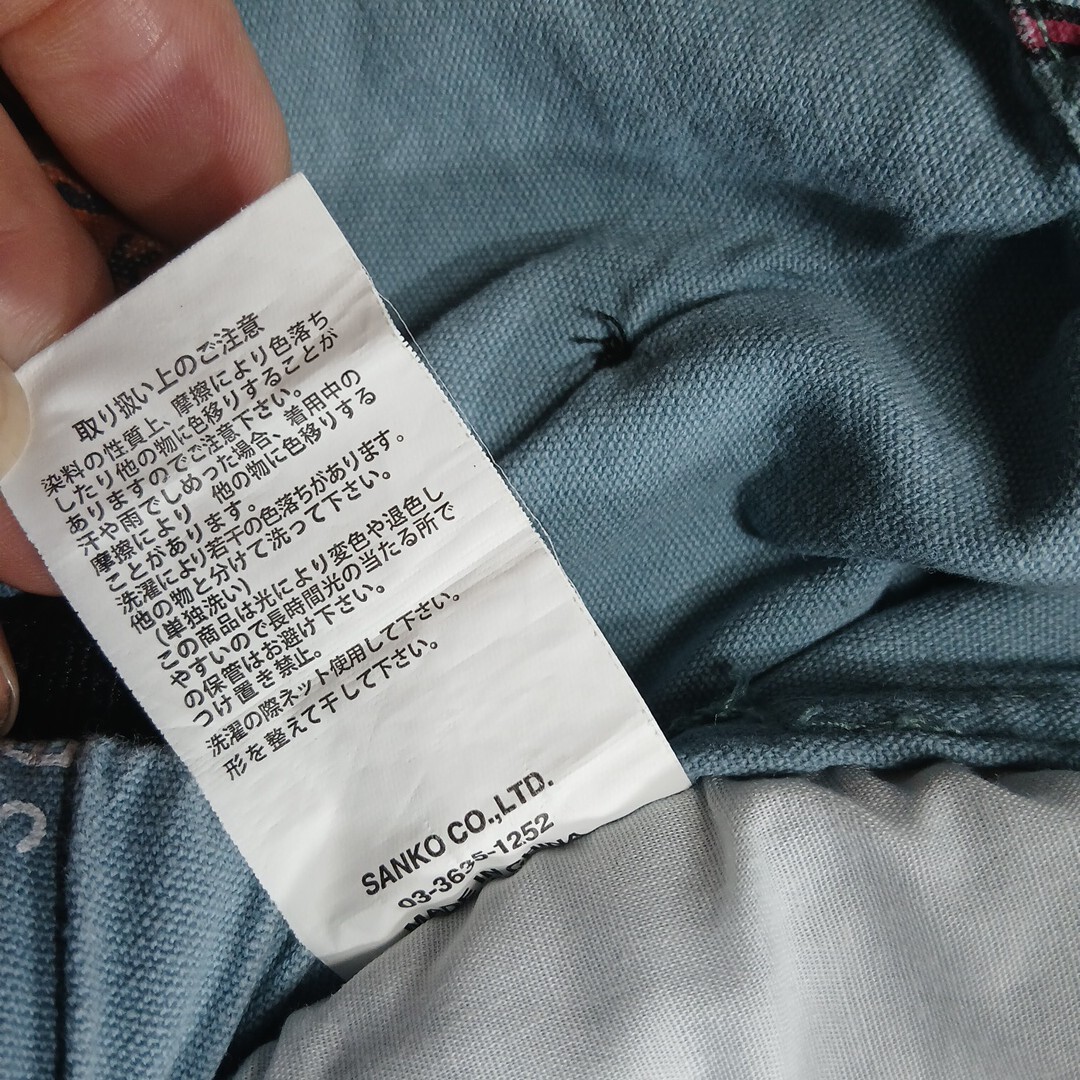 取り扱い上のご注意
染料の性質上、摩擦により色落ち
したり他の物に色移りすることが
ありますのでご注意下さい。
汗や雨でしめった場合、着用中の
摩擦により 他の物に色移りする
ことがあります。
洗濯により若干の色落ちがあります。
他の物と分けて洗って下さい。
(単独洗い)
この商品は光により変色や退色し
やすいので長時間光の当たる所で
の保管はお避け下さい。
つけ置き禁止。
洗濯の際ネット使用して下さい。
形を整えて干して下さい。
SANKO CO.,LTD.
03-3635-1252
MADE IN CHINA